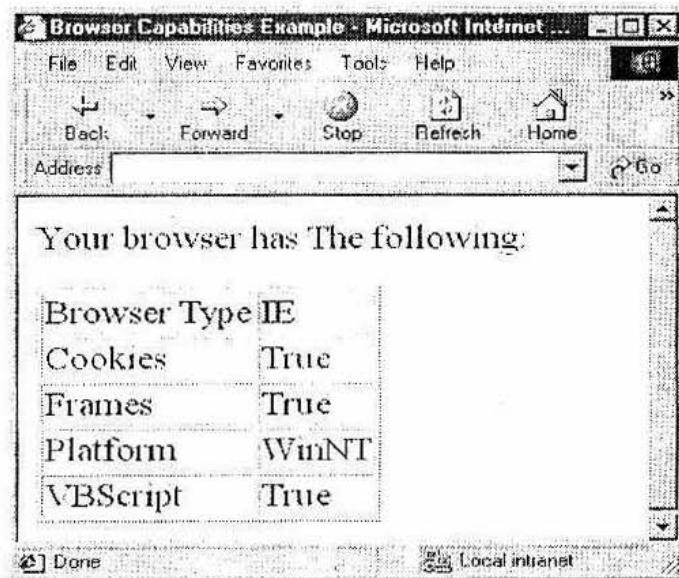 Browser Capabilities Example - Microsoft Internet ...
File Edit View Favorites Tools Help
Back Forward Stop Refresh Home »
Address Go
Your browser has The following:
Browser Type IE
Cookies True
Frames True
Platform WinNT
VBScript True
Done Local intranet